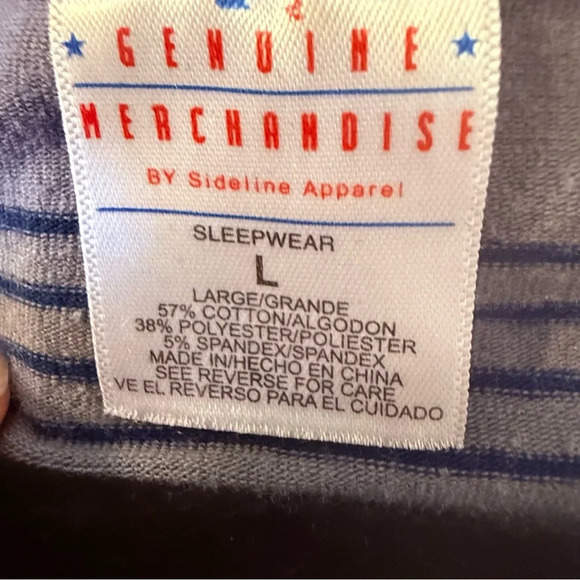 GENUINE
MERCHANDISE
BY Sideline Apparel
SLEEPWEAR
L
LARGE/GRANDE
57% COTTON/ALGODON
38% POLYESTER/POLIESTER
5% SPANDEX/SPANDEX
MADE IN/HECHO EN CHINA
SEE REVERSE FOR CARE
VE EL REVERSO PARA EL CUIDADO